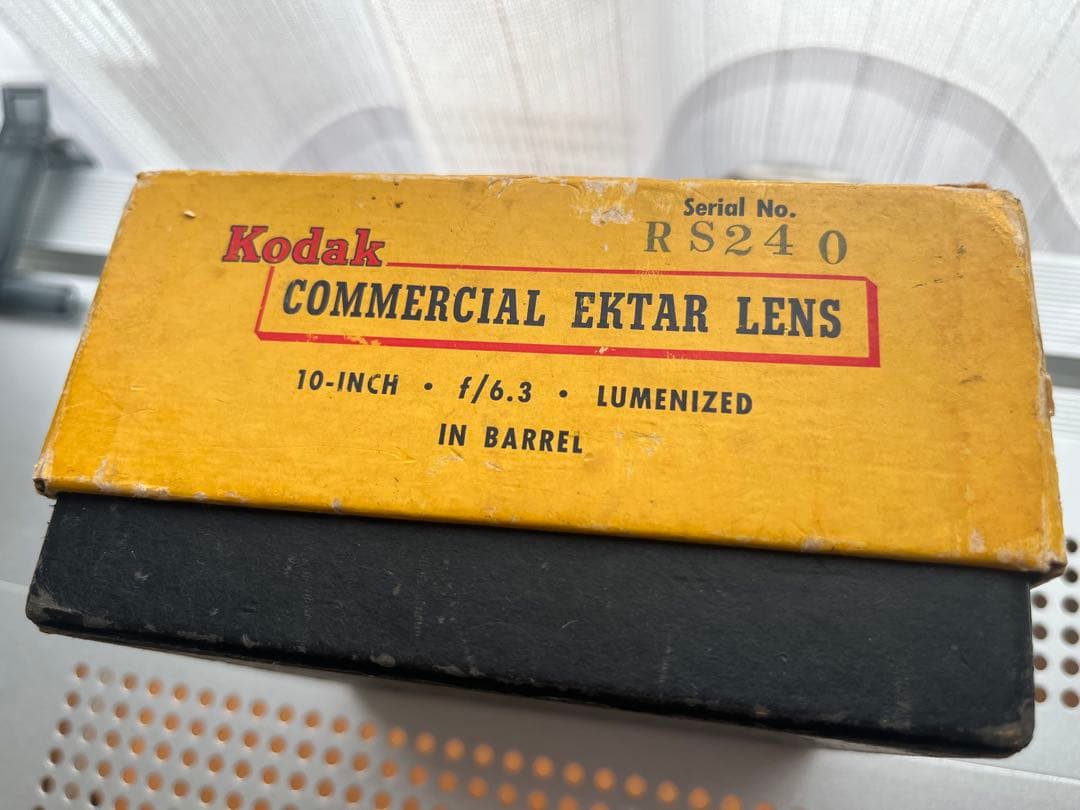 Serial No.
RS24 0
Kodak
COMMERCIAL EKTAR LENS
10-INCH • f/6.3 • LUMENIZED
IN BARREL